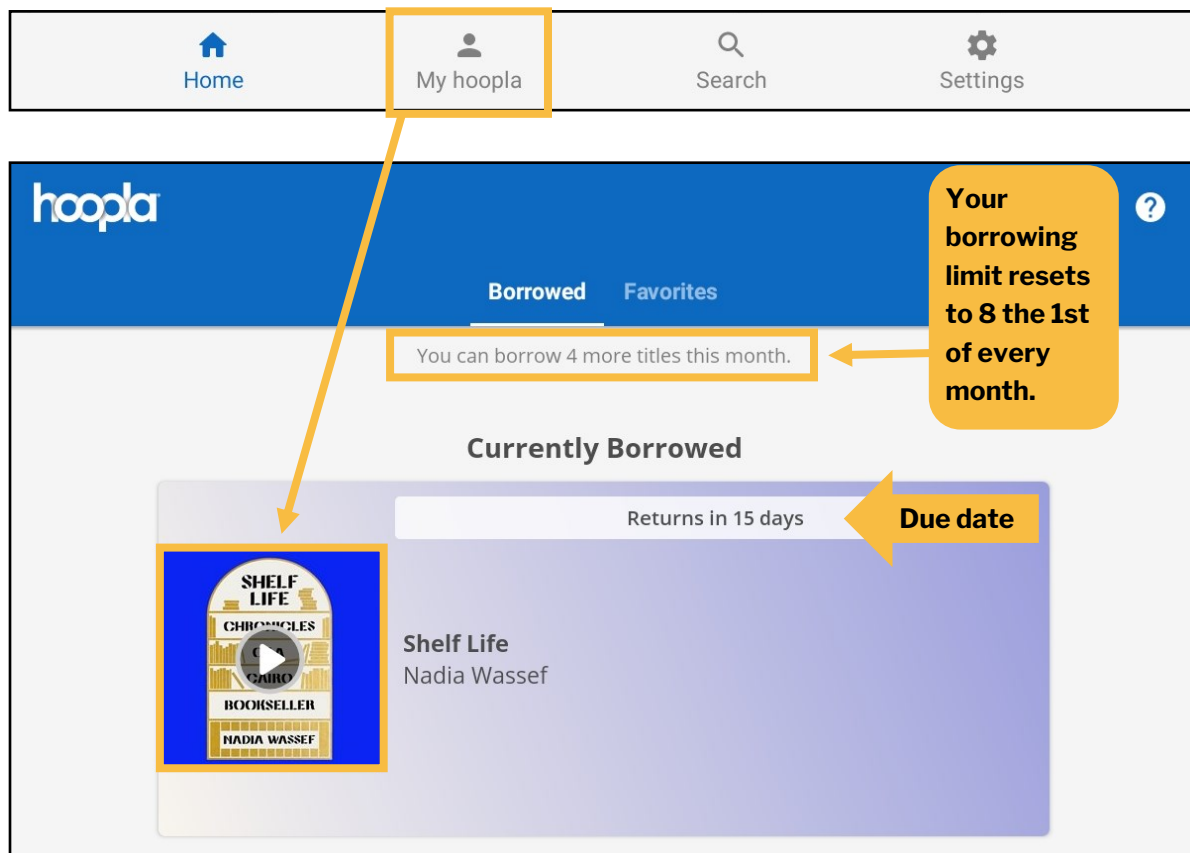 Home
My hoopla
Search
Settings
hoopla
Your
borrowing
limit resets
to 8 the 1st
of every
month.
?
Borrowed
Favorites
You can borrow 4 more titles this month.
Currently Borrowed
Returns in 15 days
Due date
SHELF
LIFE
CHRONICLES
CAIRO
BOOKSELLER
NADIA WASSEF
Shelf Life
Nadia Wassef